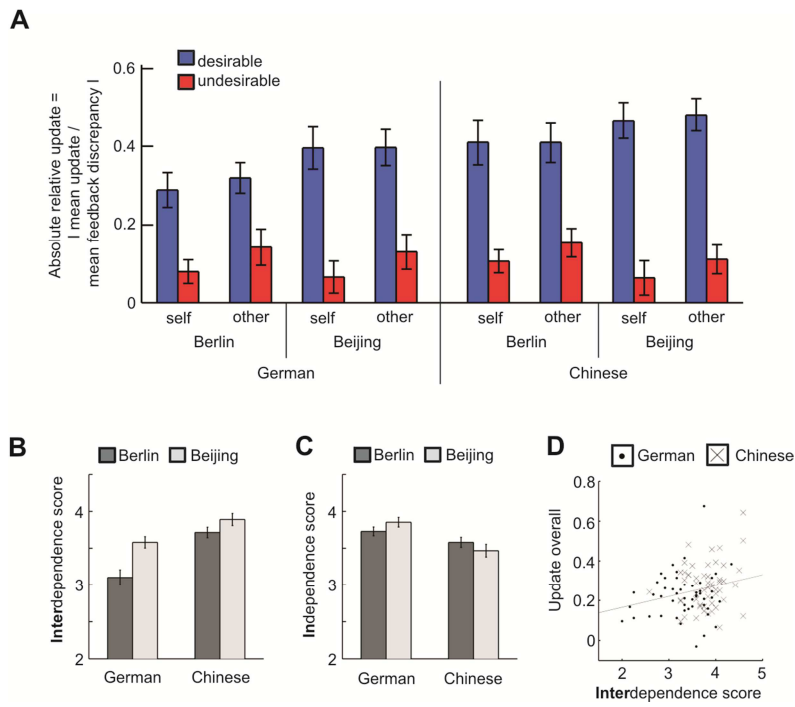 A
desirable
undesirable
Absolute relative update =
I mean update /
mean feedback discrepancy I
0.6
0.4
0.2
0
self other self other self other self other
Berlin Beijing Berlin Beijing
German Chinese
B
Berlin Beijing
Interdependence score
4
3
2
German Chinese
C
Berlin Beijing
Independence score
4
3
2
German Chinese
D
German Chinese
Update overall
0.8
0.6
0.4
0.2
0
2 3 4 5
Interdependence score